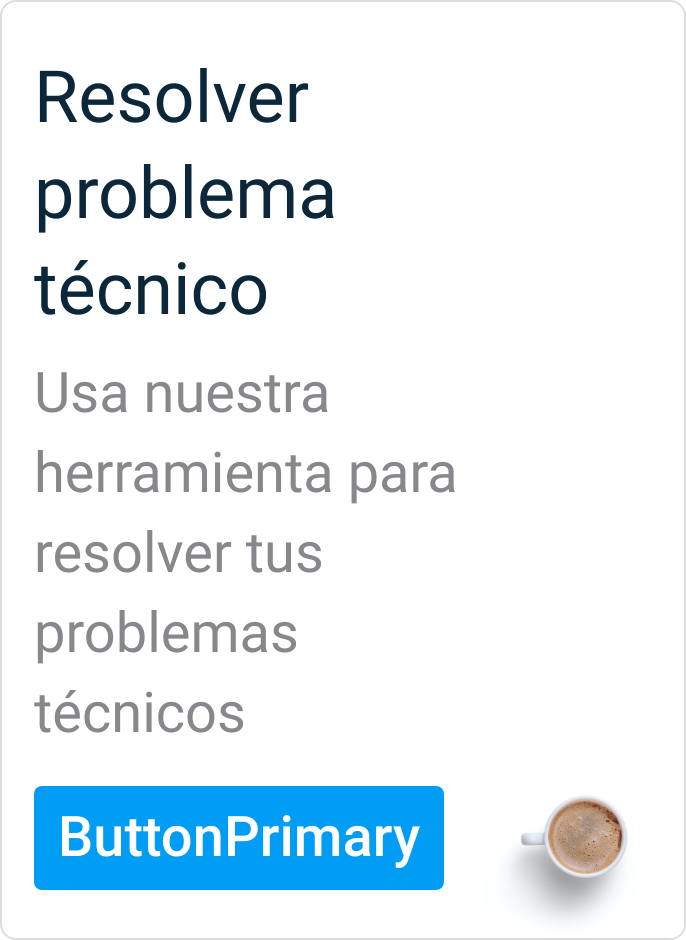 Resolver
problema
técnico
Usa nuestra
herramienta para
resolver tus
problemas
técnicos
ButtonPrimary